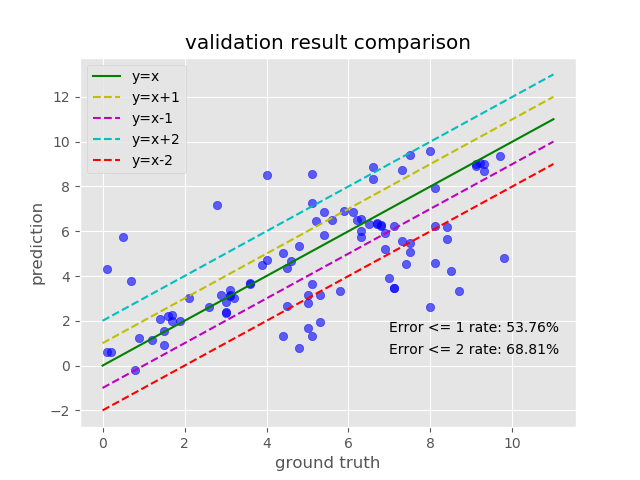 validation result comparison
y=x
y=x+1
y=x-1
y=x+2
y=x-2
12
10
8
6
4
2
0
−2
prediction
Error <= 1 rate: 53.76%
Error <= 2 rate: 68.81%
0 2 4 6 8 10
ground truth